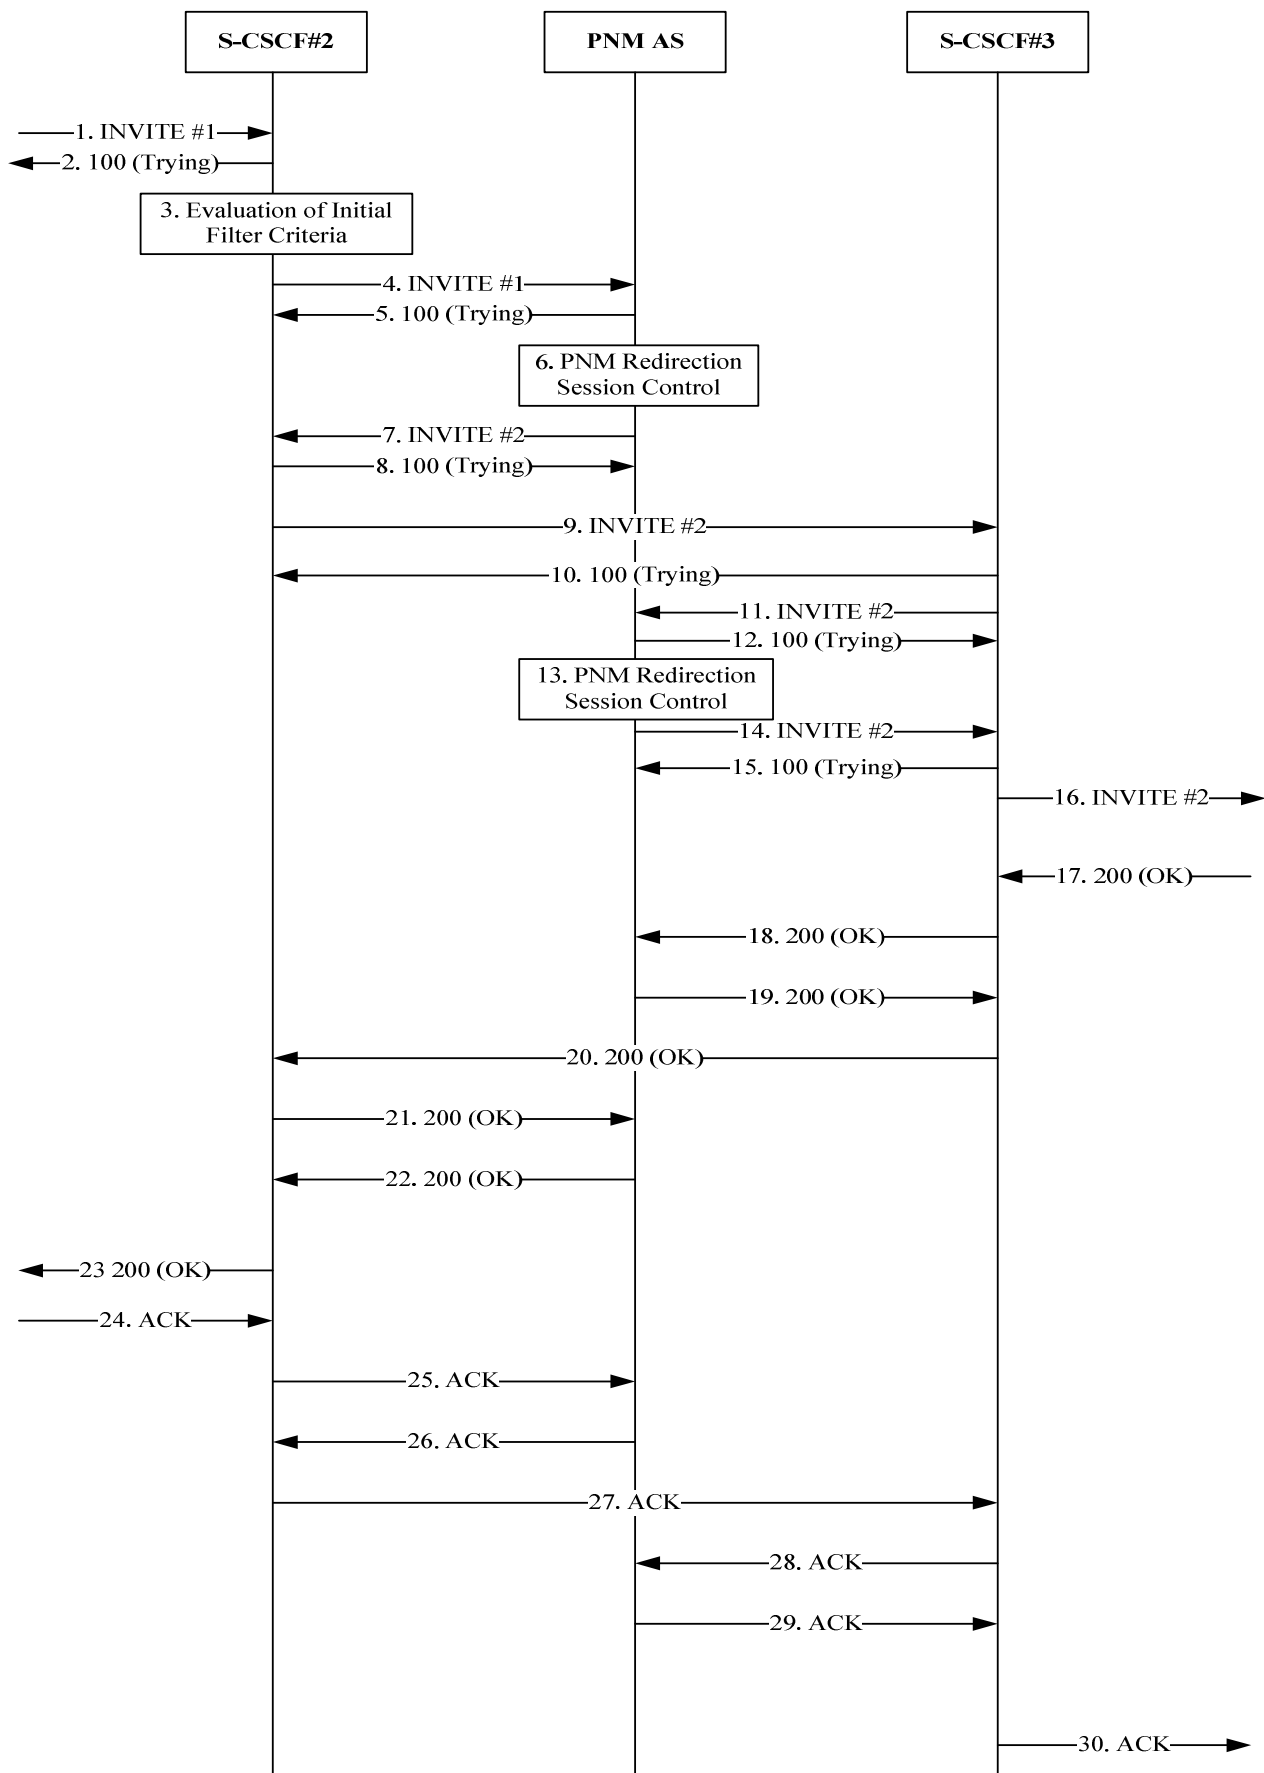 S-CSCF#2
PNM AS
S-CSCF#3
1. INVITE #1
2. 100 (Trying)
3. Evaluation of Initial
Filter Criteria
4. INVITE #1
5. 100 (Trying)
6. PNM Redirection
Session Control
7. INVITE #2
8. 100 (Trying)
9. INVITE #2
10. 100 (Trying)
11. INVITE #2
12. 100 (Trying)
13. PNM Redirection
Session Control
14. INVITE #2
15. 100 (Trying)
16. INVITE #2
17. 200 (OK)
18. 200 (OK)
19. 200 (OK)
20. 200 (OK)
21. 200 (OK)
22. 200 (OK)
23 200 (OK)
24. ACK
25. ACK
26. ACK
27. ACK
28. ACK
29. ACK
30. ACK